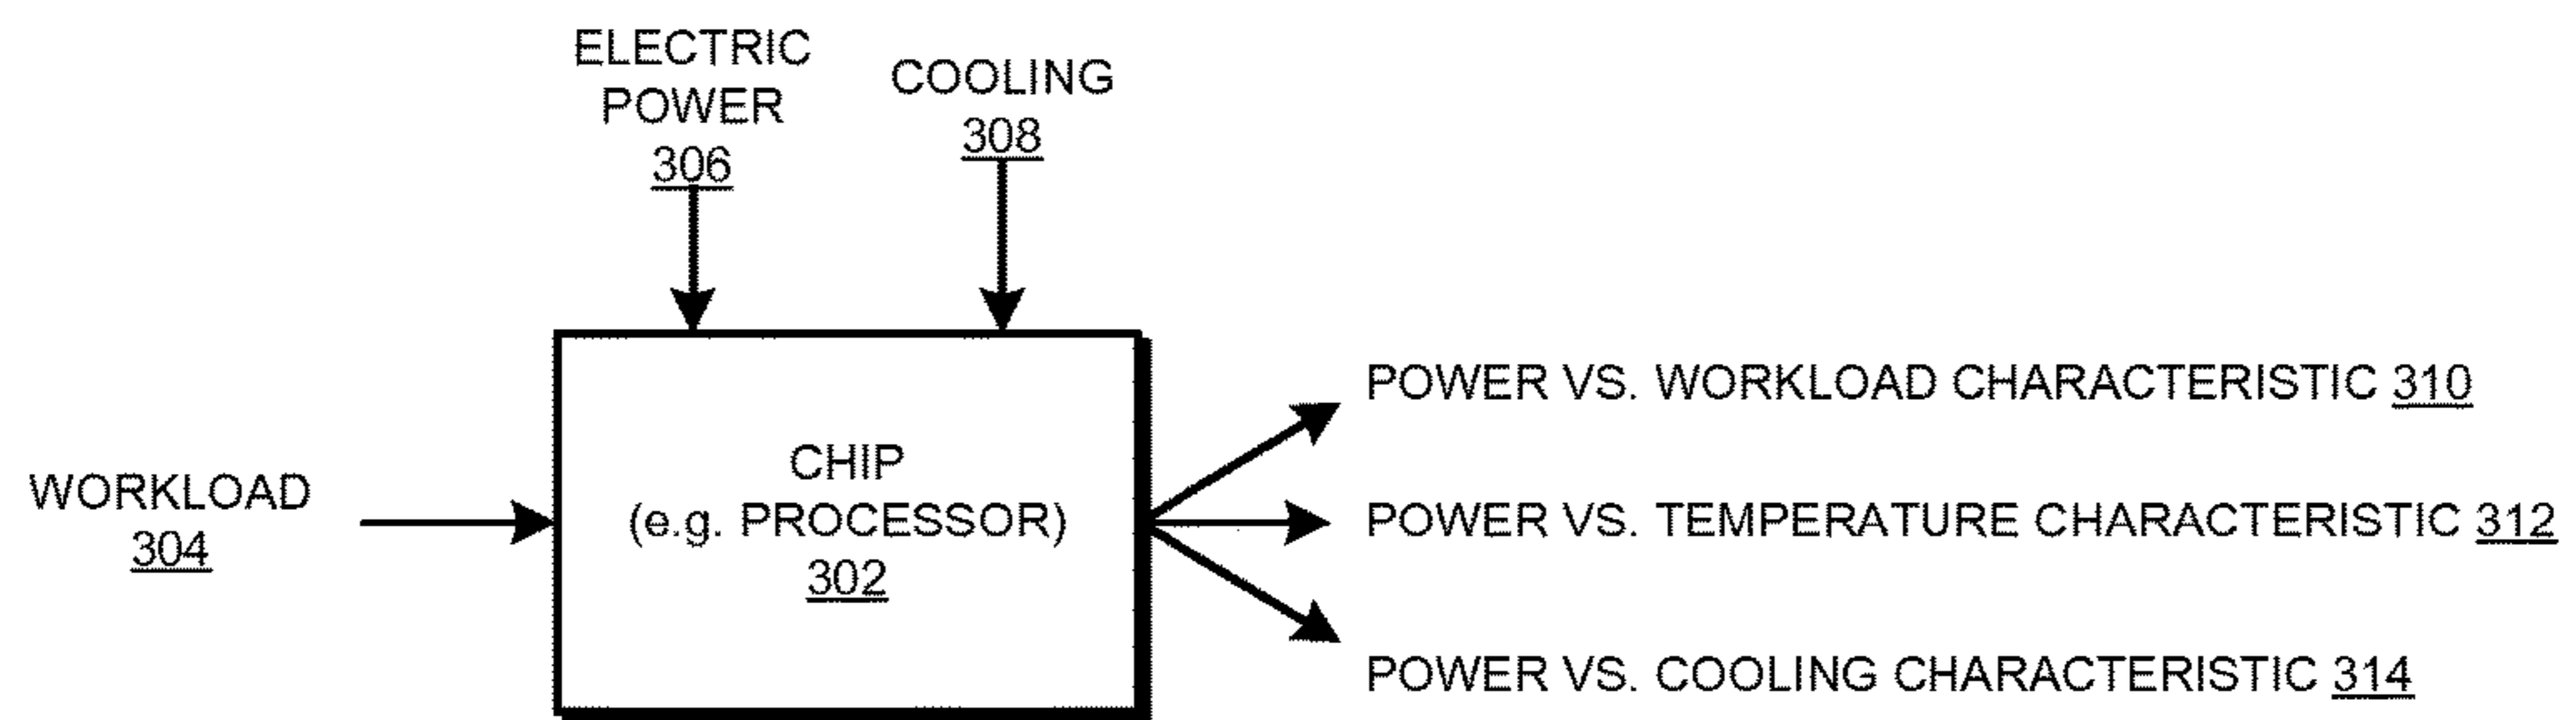 ELECTRIC
POWER
306
COOLING
308
WORKLOAD
304
CHIP
(e.g. PROCESSOR)
302
POWER VS. WORKLOAD CHARACTERISTIC 310
POWER VS. TEMPERATURE CHARACTERISTIC 312
POWER VS. COOLING CHARACTERISTIC 314